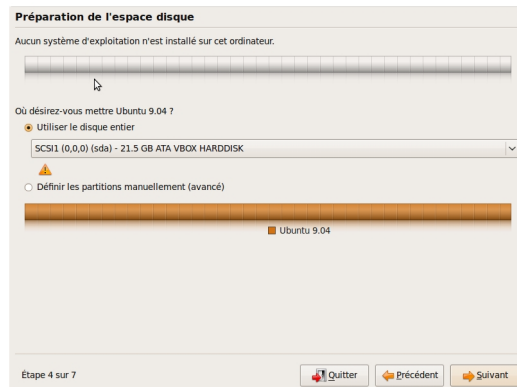 Préparation de l'espace disque
Aucun système d'exploitation n'est installé sur cet ordinateur.
Où désirez-vous mettre Ubuntu 9.04 ?
Utiliser le disque entier
SCSI1 (0,0,0) (sda) - 21.5 GB ATA VBOX HARDDISK
Définir les partitions manuellement (avancé)
Ubuntu 9.04
Étape 4 sur 7
Quitter
Précédent
Suivant